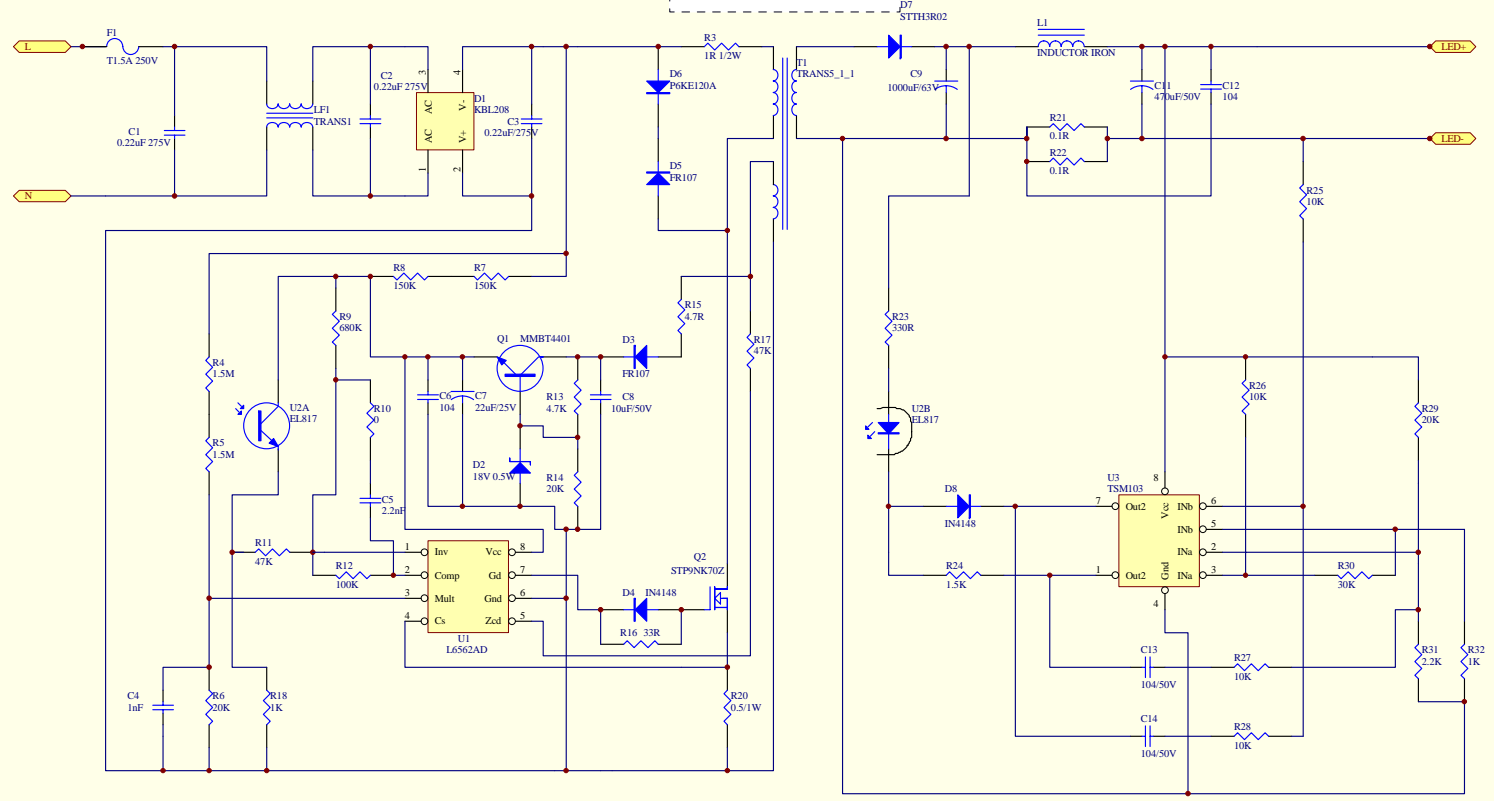 D7
STTH3R02
L
F1
T1.5A 250V
R3
1R 1/2W
L1
INDUCTOR IRON
LED+
C2
0.22uF 275V
3
4
AC
V-
D1
KBL208
AC
V+
1
2
C3
0.22uF/275V
D6
P6KE120A
T1
TRANS5_1_1
C9
1000uF/63V
C11
470uF/50V
C12
104
LF1
TRANS1
C1
0.22uF 275V
R21
0.1R
R22
0.1R
LED-
D5
FR107
N
R25
10K
R8
150K
R7
150K
R9
680K
R15
4.7R
R23
330R
Q1
MMBT4401
D3
FR107
R17
47K
R4
1.5M
C6
104
C7
22uF/25V
R13
4.7K
C8
10uF/50V
R26
10K
U2A
EL817
R10
0
U2B
EL817
R29
20K
R5
1.5M
D2
18V 0.5W
R14
20K
C5
2.2nF
D8
IN4148
U3
TSM103
8
7
Out2
Vcc
INb
6
INb
5
INa
2
1
Out2
Gnd
INa
3
4
R11
47K
R12
100K
1
Inv
Vcc
8
2
Comp
Gd
7
3
Mult
Gnd
6
4
Cs
Zcd
5
U1
L6562AD
Q2
STP9NK70Z
D4
IN4148
R16
33R
R24
1.5K
R30
30K
C13
104/50V
R27
10K
R31
2.2K
R32
1K
C4
1nF
R6
20K
R18
1K
R20
0.5/1W
C14
104/50V
R28
10K